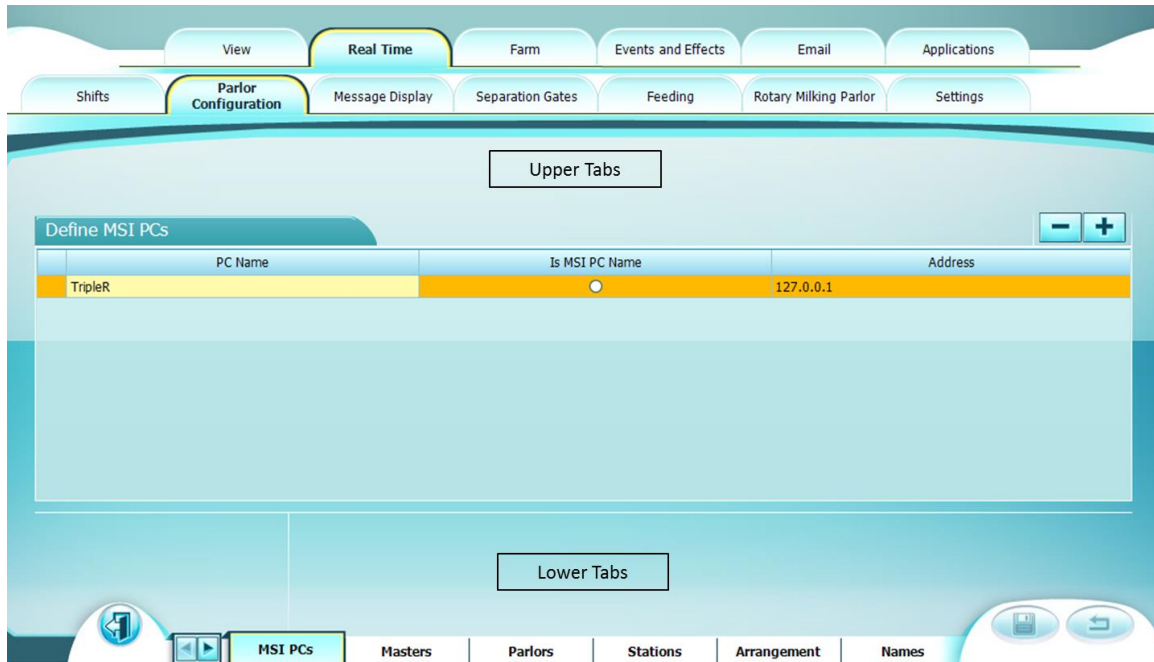 View Real Time Farm Events and Effects Email Applications
Shifts Parlor Configuration Message Display Separation Gates Feeding Rotary Milking Parlor Settings
Upper Tabs
Define MSI PCs
PC Name Is MSI PC Name Address
TripleR 127.0.0.1
Lower Tabs
MSI PCs Masters Parlors Stations Arrangement Names